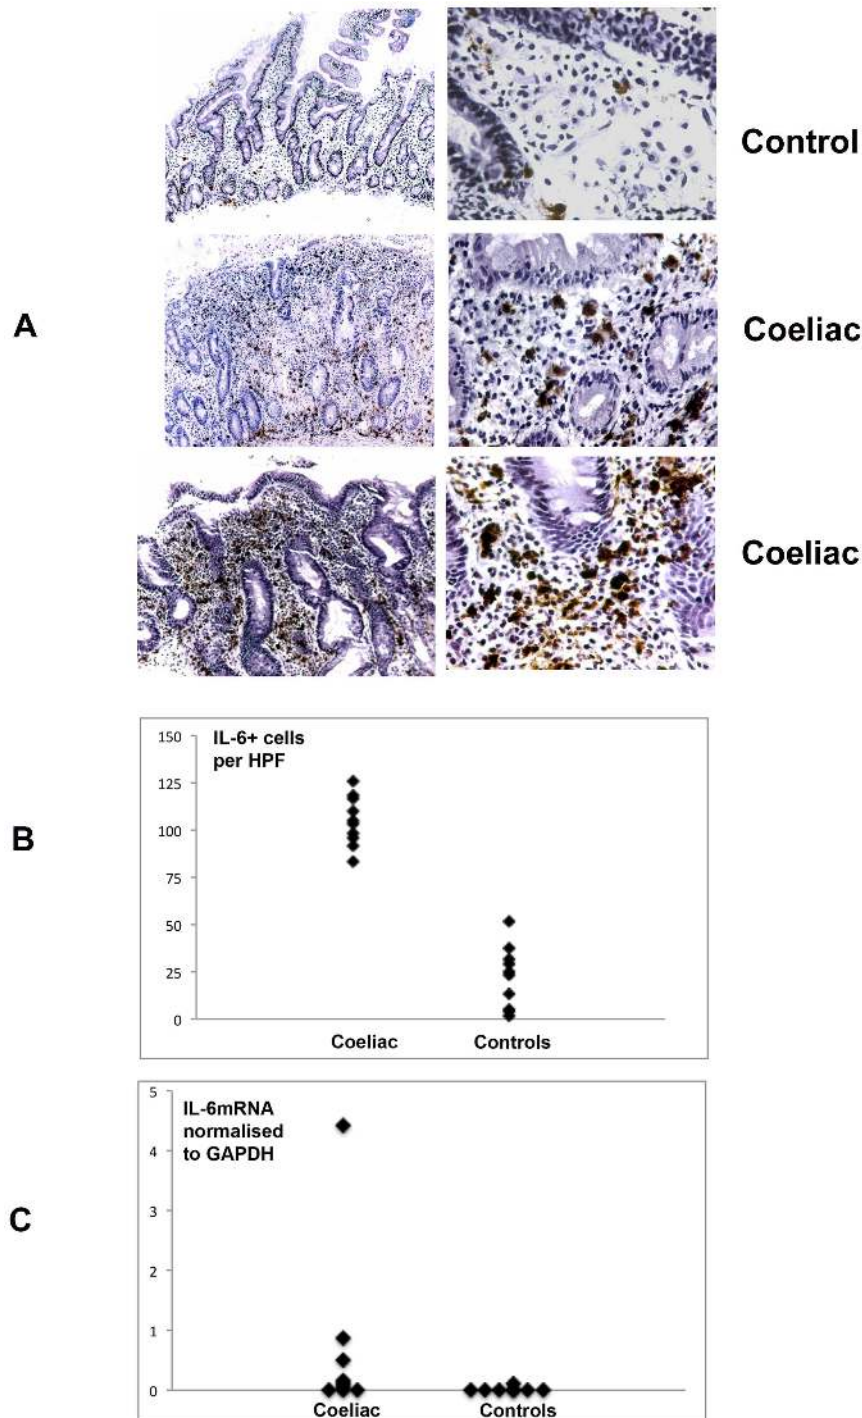 Control
A
Coeliac
Coeliac
B
IL-6+ cells
per HPF
150
125
100
75
50
25
0
Coeliac Controls
C
IL-6mRNA
normalised
to GAPDH
5
4
3
2
1
0
Coeliac Controls